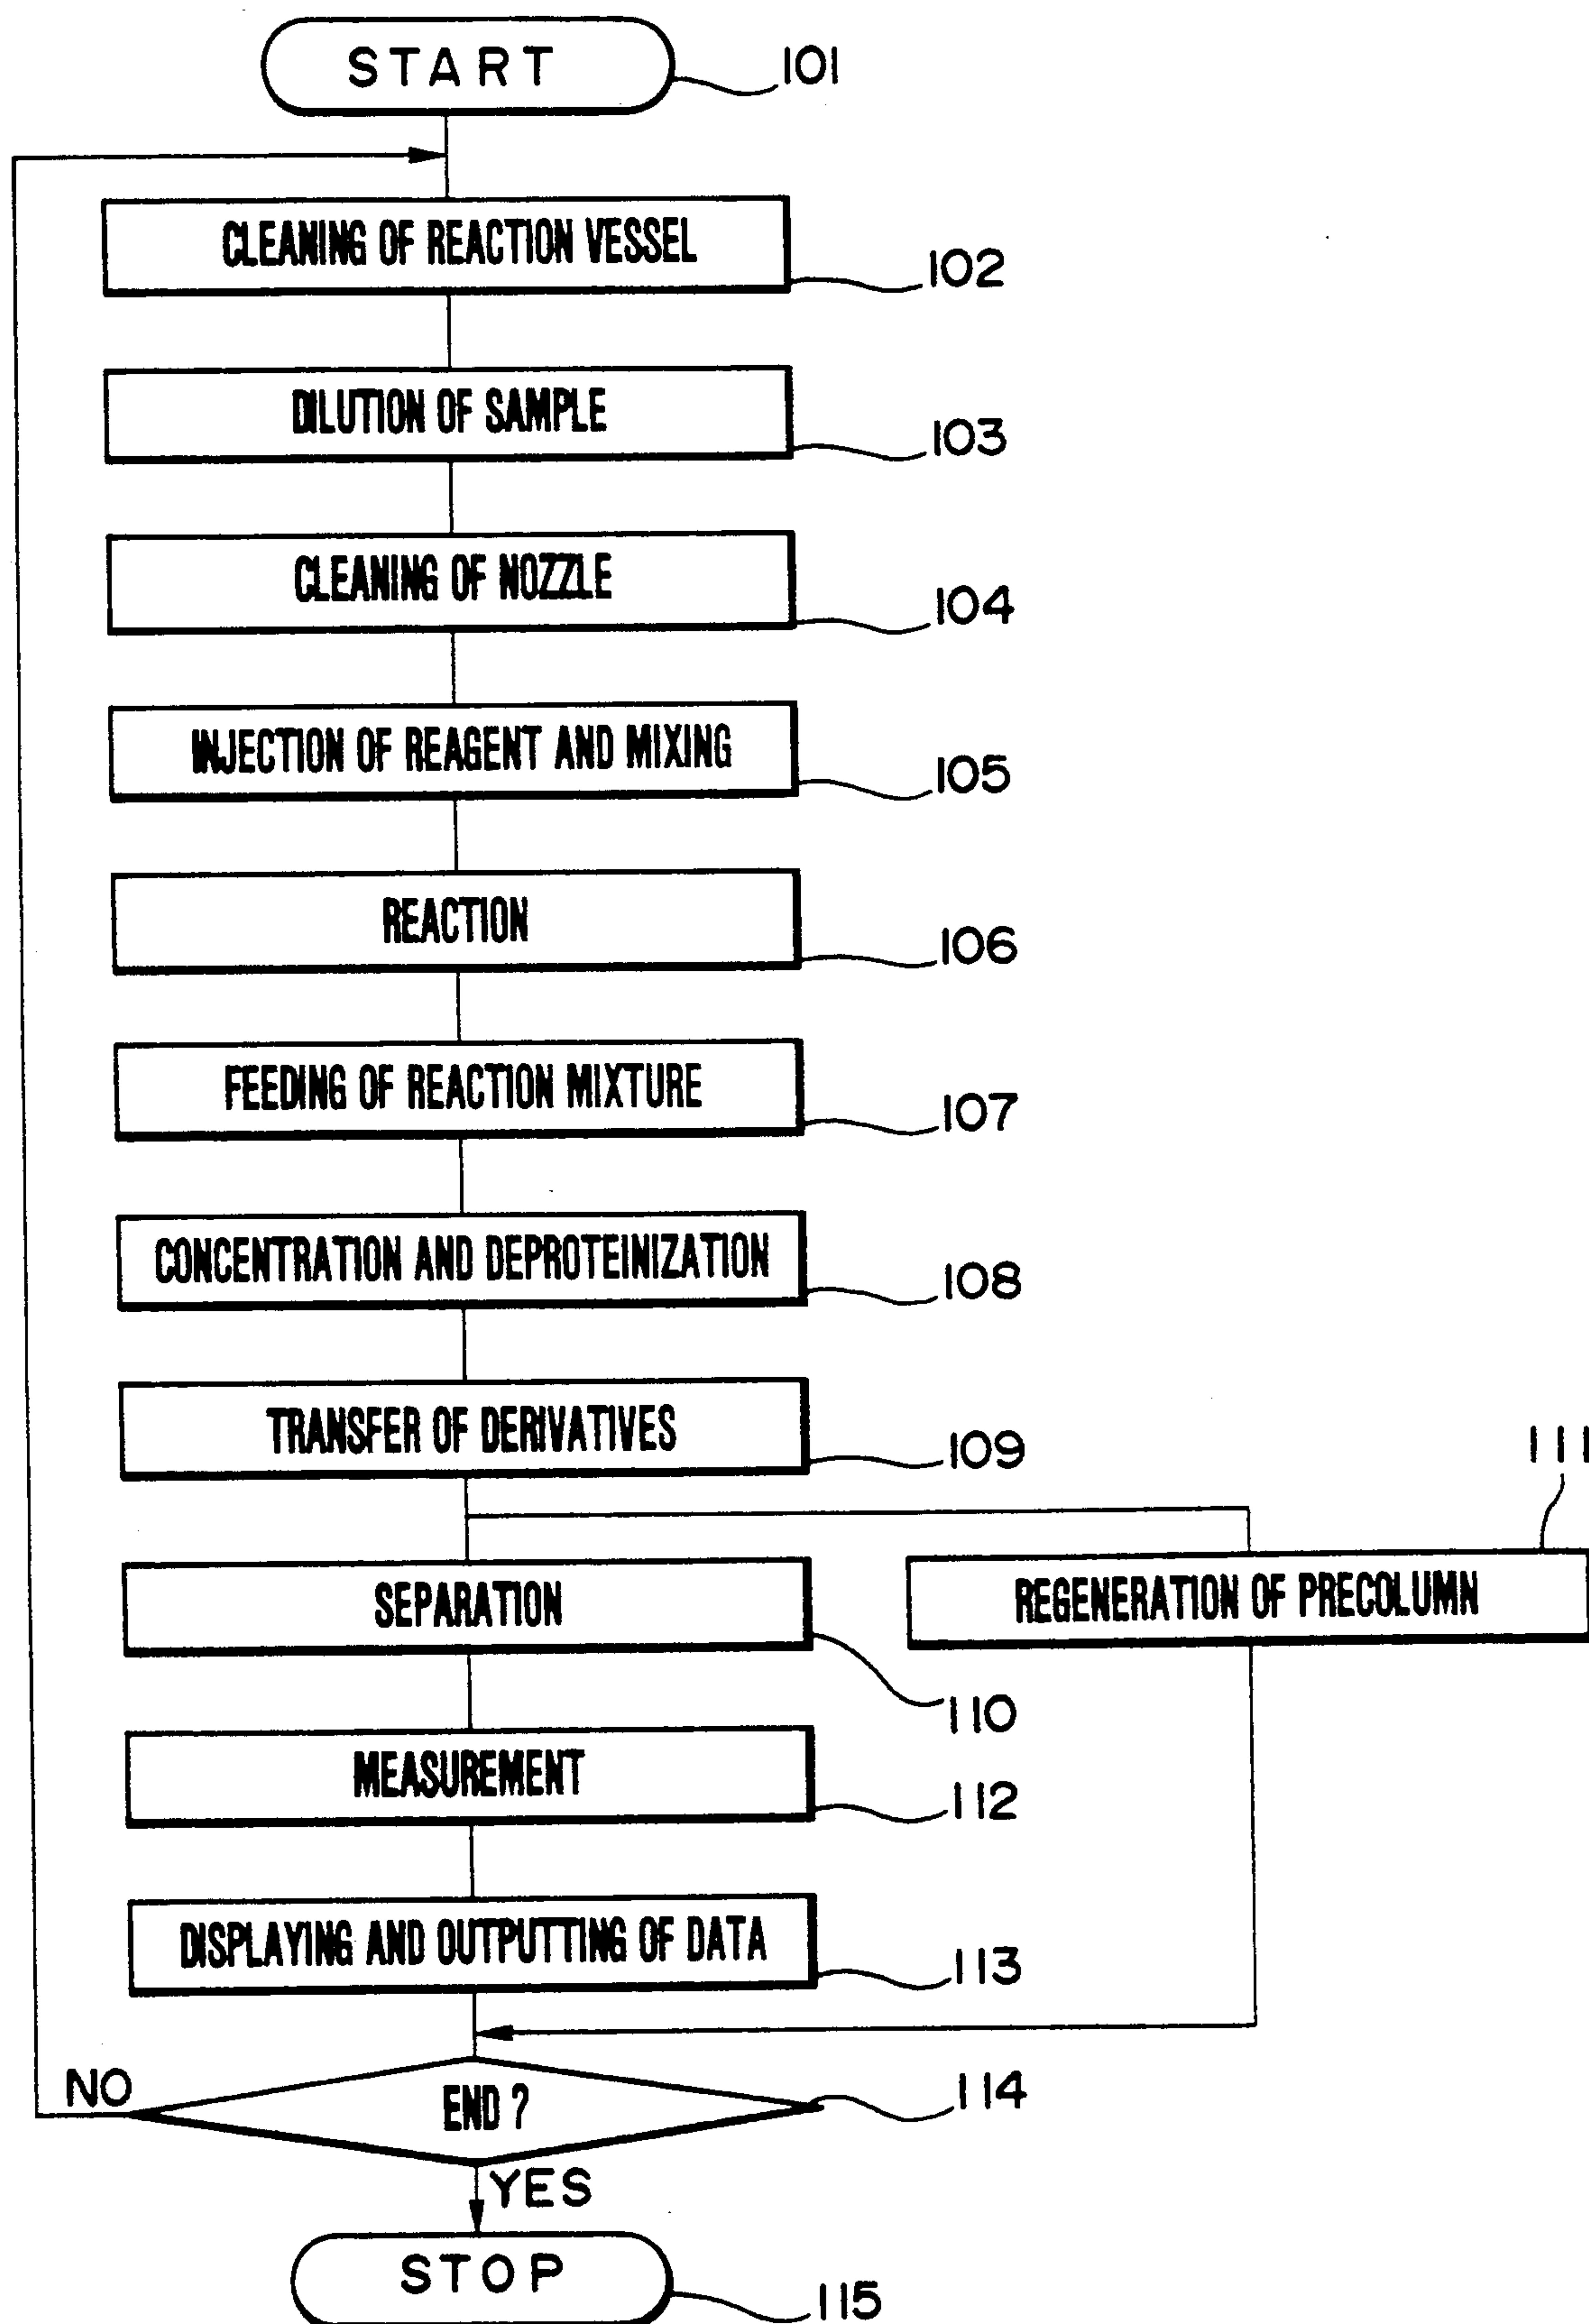 START
101
CLEANING OF REACTION VESSEL
102
DILUTION OF SAMPLE
103
CLEANING OF NOZZLE
104
INJECTION OF REAGENT AND MIXING
105
REACTION
106
FEEDING OF REACTION MIXTURE
107
CONCENTRATION AND DEPROTEINIZATION
108
TRANSFER OF DERIVATIVES
109
111
SEPARATION
REGENERATION OF PRECOLUMN
110
MEASUREMENT
112
DISPLAYING AND OUTPUTTING OF DATA
113
NO
END ?
114
YES
STOP
115